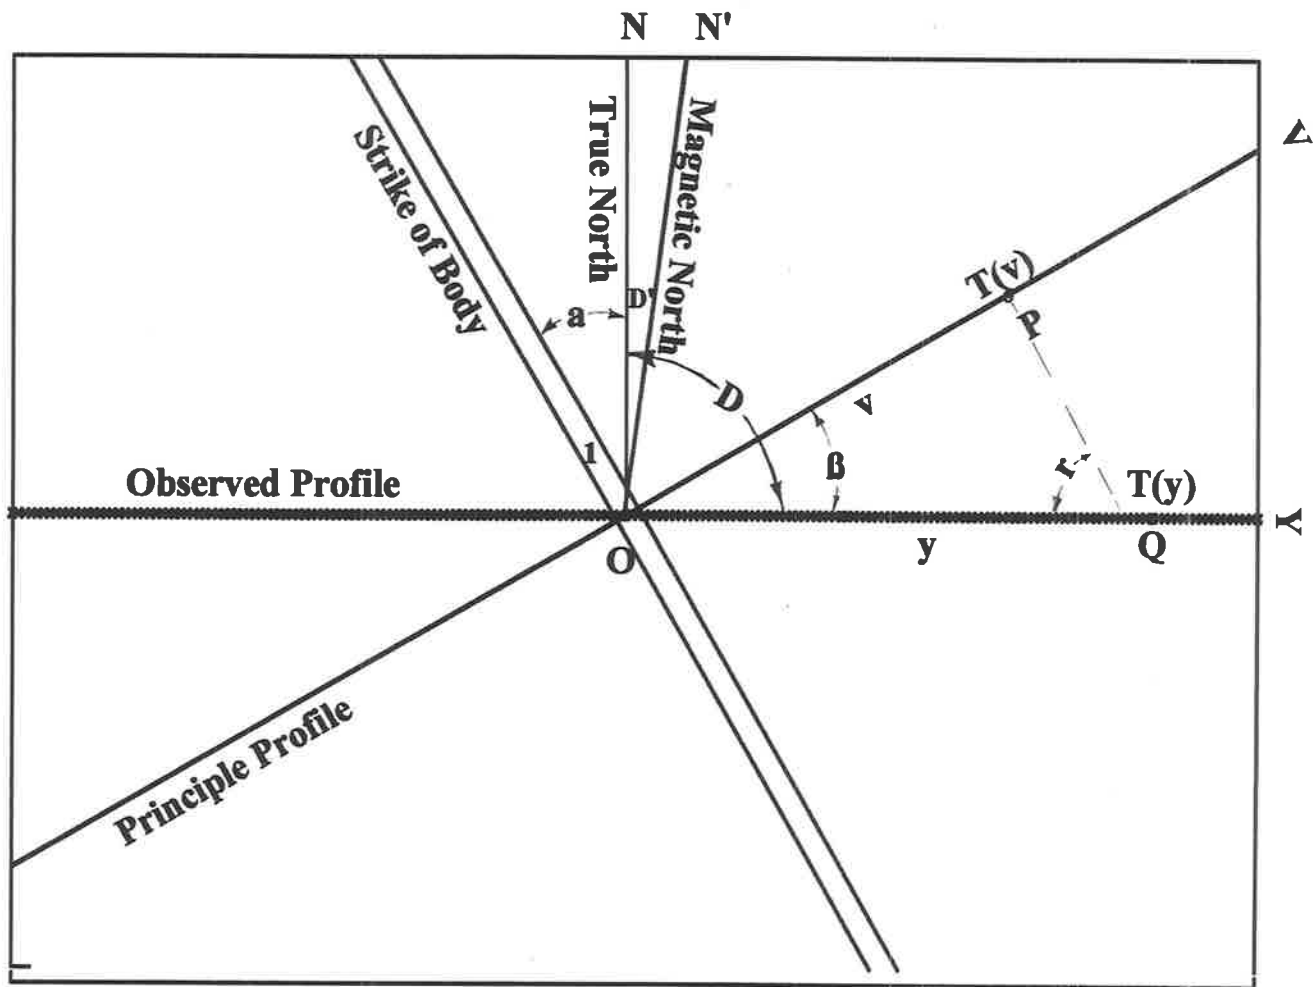 N N'
V
True North
Magnetic North
Strike of Body
T(v)
D'
a
P
D
v
1
ß
r
Observed Profile
T(y)
Y
y
Q
O
Principle Profile